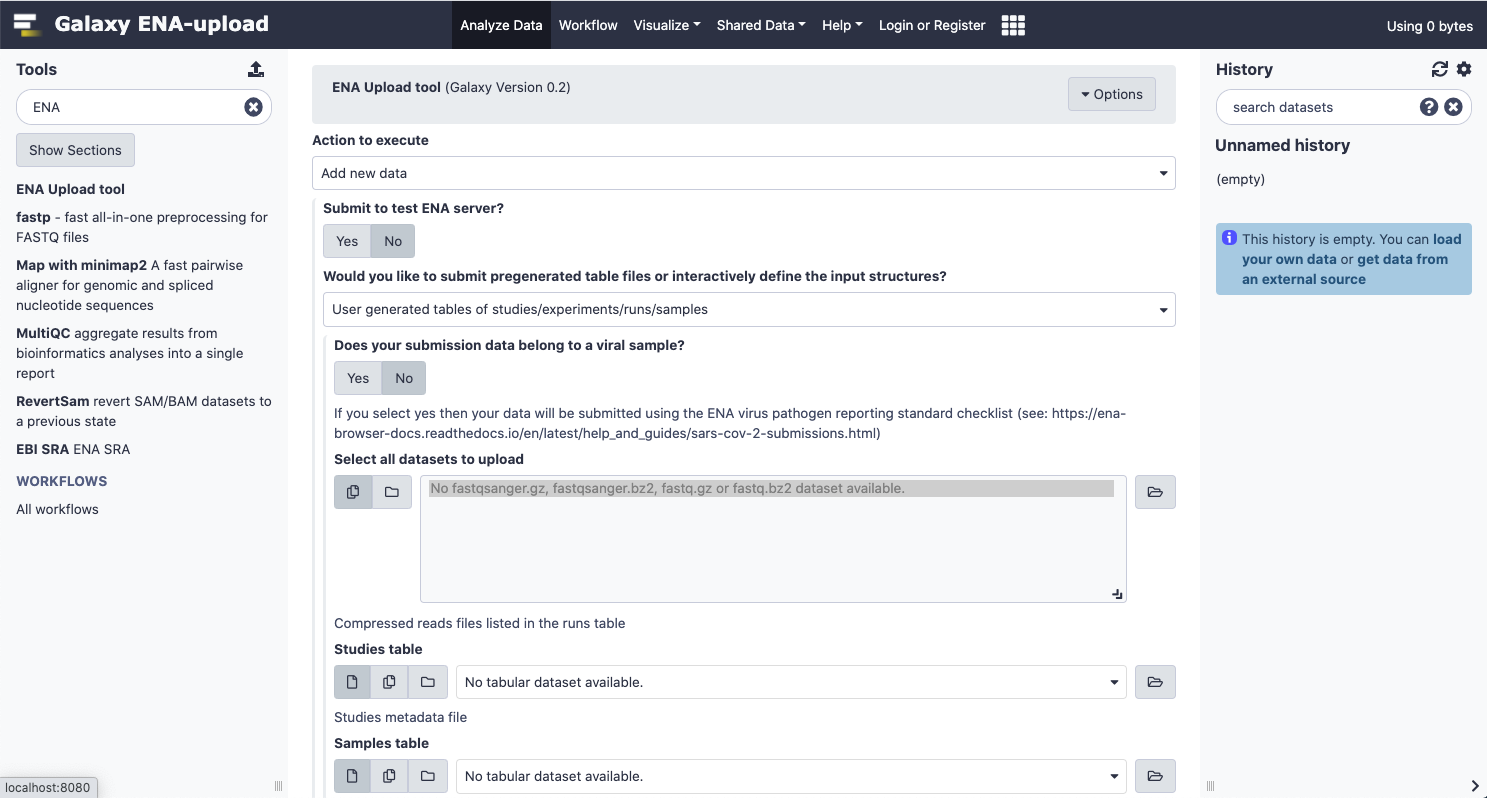 Galaxy ENA-upload
Analyze Data Workflow Visualize Shared Data Help Login or Register
Using 0 bytes
Tools
ENA
Show Sections
ENA Upload tool
fastp - fast all-in-one preprocessing for
FASTQ files
Map with minimap2 A fast pairwise
aligner for genomic and spliced
nucleotide sequences
MultiQC aggregate results from
bioinformatics analyses into a single
report
RevertSam revert SAM/BAM datasets to
a previous state
EBI SRA ENA SRA
WORKFLOWS
All workflows
localhost:8080
ENA Upload tool (Galaxy Version 0.2)
Options
Action to execute
Add new data
Submit to test ENA server?
Yes No
Would you like to submit pregenerated table files or interactively define the input structures?
User generated tables of studies/experiments/runs/samples
Does your submission data belong to a viral sample?
Yes No
If you select yes then your data will be submitted using the ENA virus pathogen reporting standard checklist (see: https://ena-
browser-docs.readthedocs.io/en/latest/help_and_guides/sars-cov-2-submissions.html)
Select all datasets to upload
No fastqsanger.gz, fastqsanger.bz2, fastq.gz or fastq.bz2 dataset available.
Compressed reads files listed in the runs table
Studies table
No tabular dataset available.
Studies metadata file
Samples table
No tabular dataset available.
History
search datasets
Unnamed history
(empty)
This history is empty. You can load
your own data or get data from
an external source